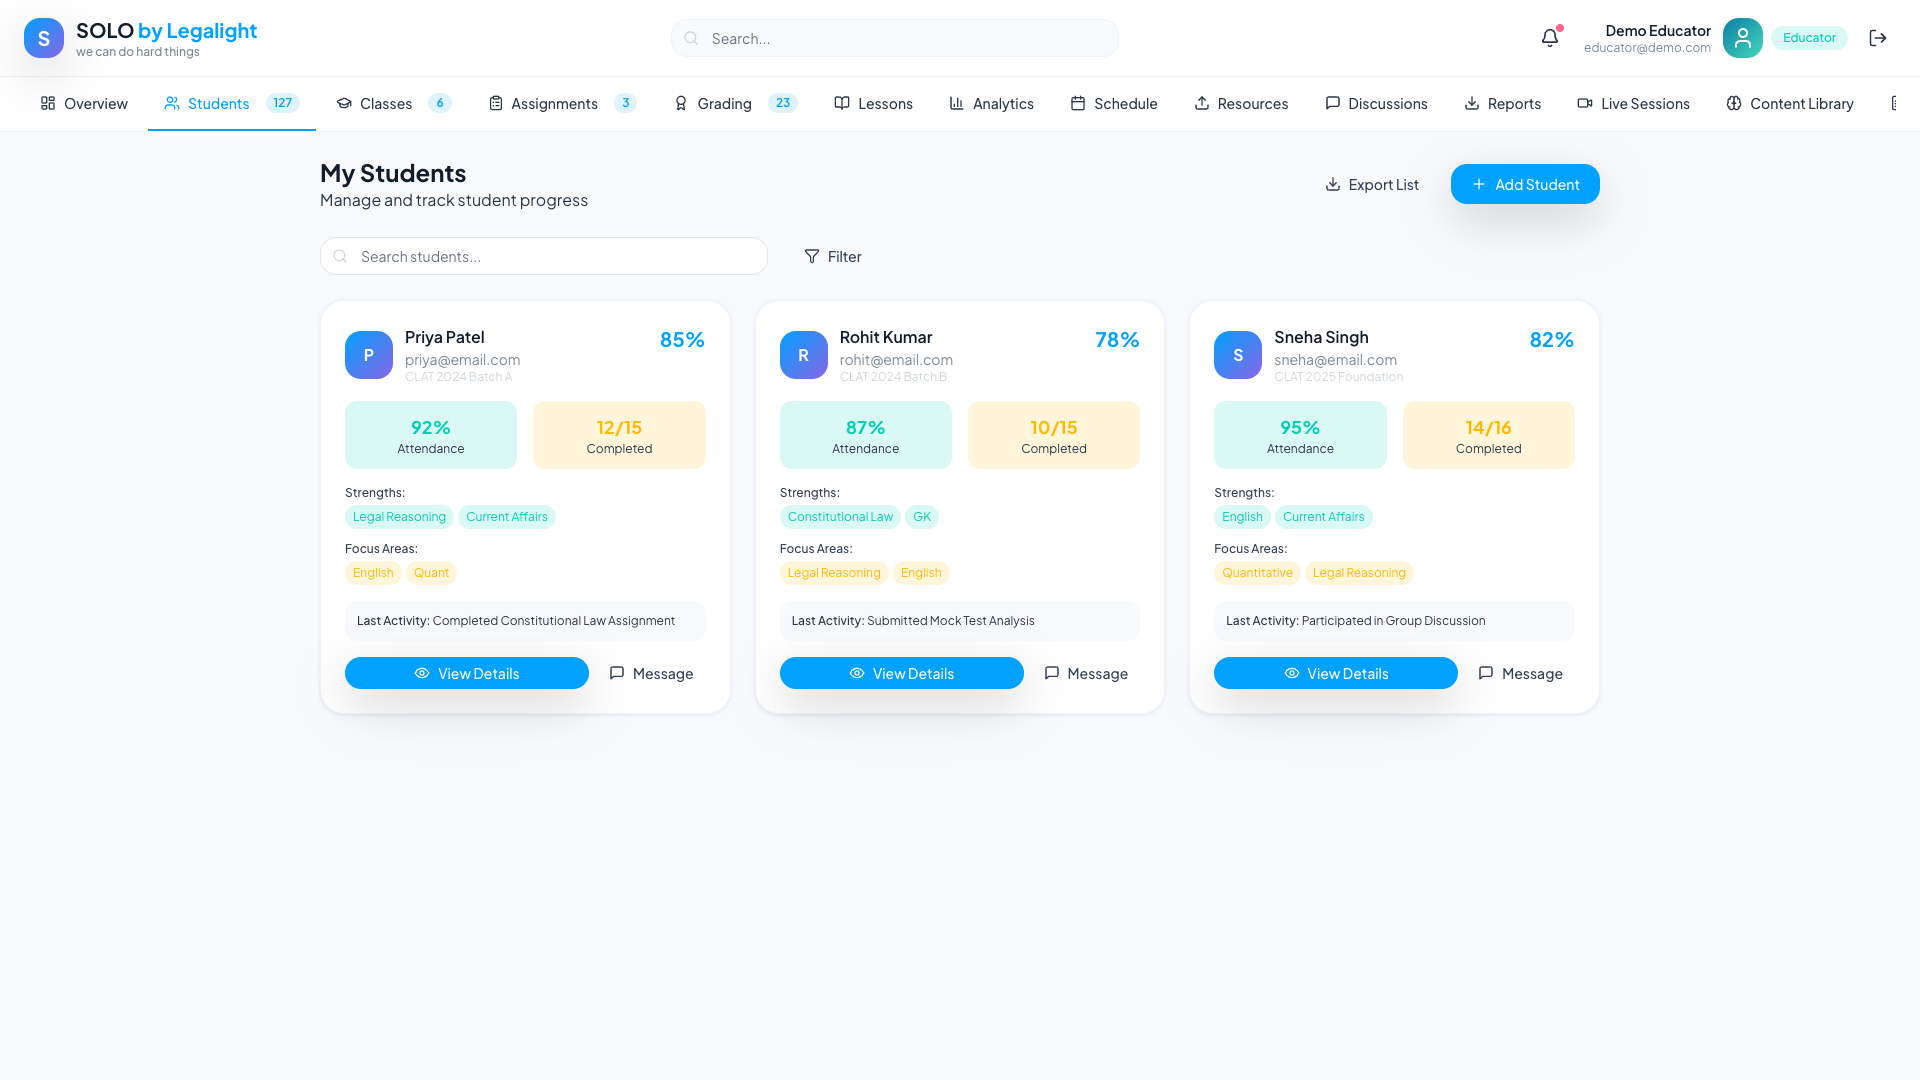 S
SOLO by Legalight
we can do hard things
Search...
Demo Educator
educator@demo.com
Educator
Overview
Students 127
Classes 6
Assignments 3
Grading 23
Lessons
Analytics
Schedule
Resources
Discussions
Reports
Live Sessions
Content Library
My Students
Manage and track student progress
Export List
Add Student
Search students...
Filter
P
Priya Patel
priya@email.com
CLAT 2024 Batch A
85%
92%
Attendance
12/15
Completed
Strengths:
Legal Reasoning Current Affairs
Focus Areas:
English Quant
Last Activity: Completed Constitutional Law Assignment
View Details
Message
R
Rohit Kumar
rohit@email.com
CLAT 2024 Batch B
78%
87%
Attendance
10/15
Completed
Strengths:
Constitutional Law GK
Focus Areas:
Legal Reasoning English
Last Activity: Submitted Mock Test Analysis
View Details
Message
S
Sneha Singh
sneha@email.com
CLAT 2025 Foundation
82%
95%
Attendance
14/16
Completed
Strengths:
English Current Affairs
Focus Areas:
Quantitative Legal Reasoning
Last Activity: Participated in Group Discussion
View Details
Message